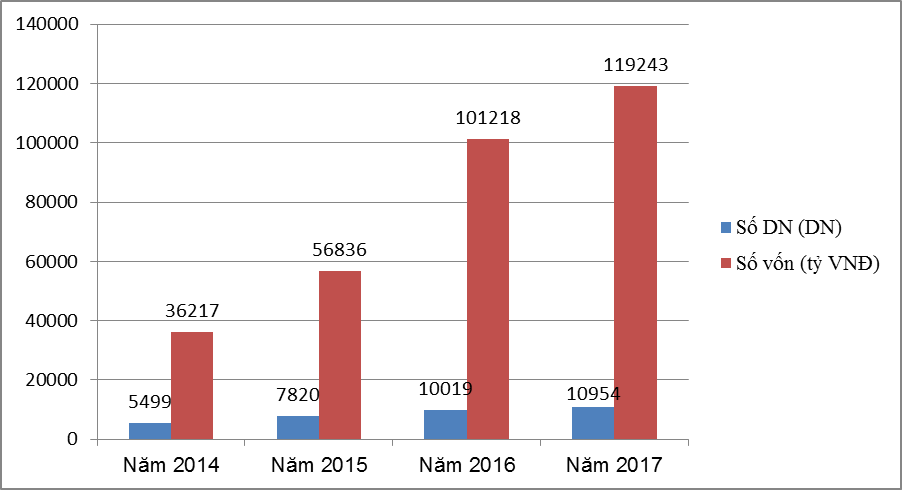 140000
120000
100000
80000
60000
40000
20000
0
5499
36217
7820
56836
10019
101218
10954
119243
Năm 2014
Năm 2015
Năm 2016
Năm 2017
Số DN (DN)
Số vốn (tỷ VNĐ)